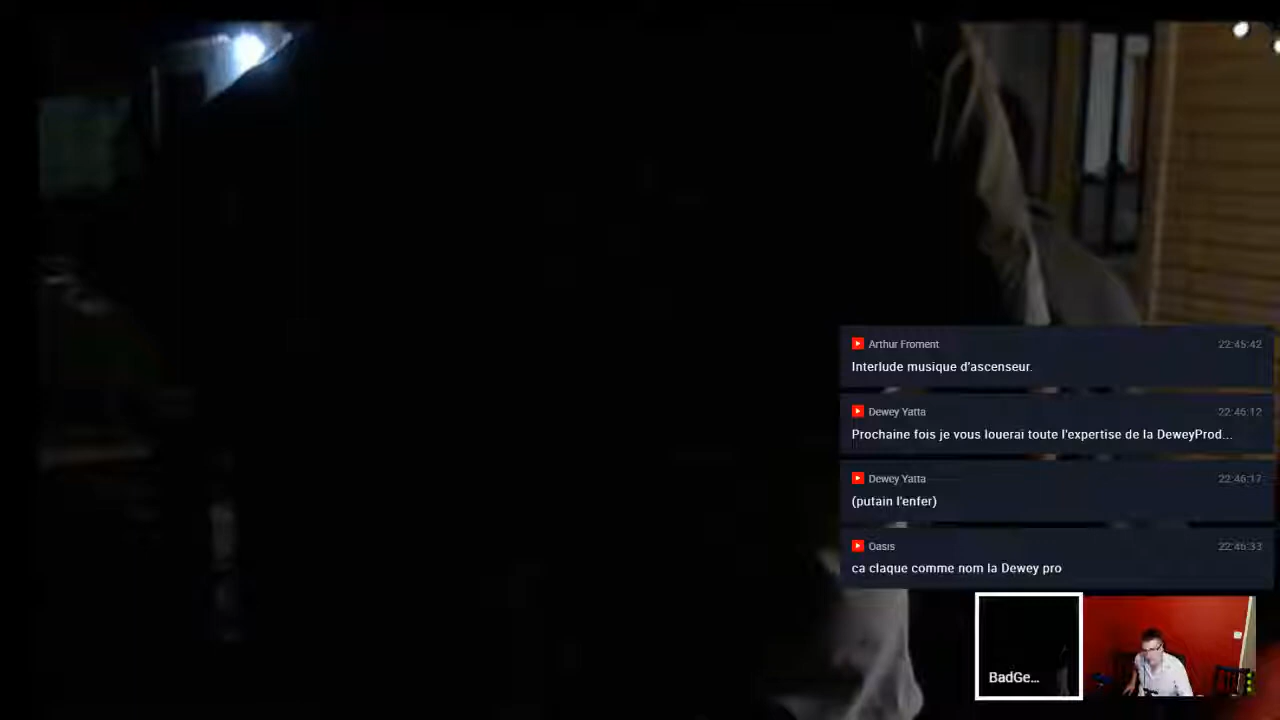 Arthur Froment 22:45:42
Interlude musique d'ascenseur.
Dewey Yatta 22:46:12
Prochaine fois je vous louerai toute l'expertise de la DeweyProd...
Dewey Yatta 22:46:17
(putain l'enfer)
Oasis 22:46:33
ca claque comme nom la Dewey pro
BadGe...